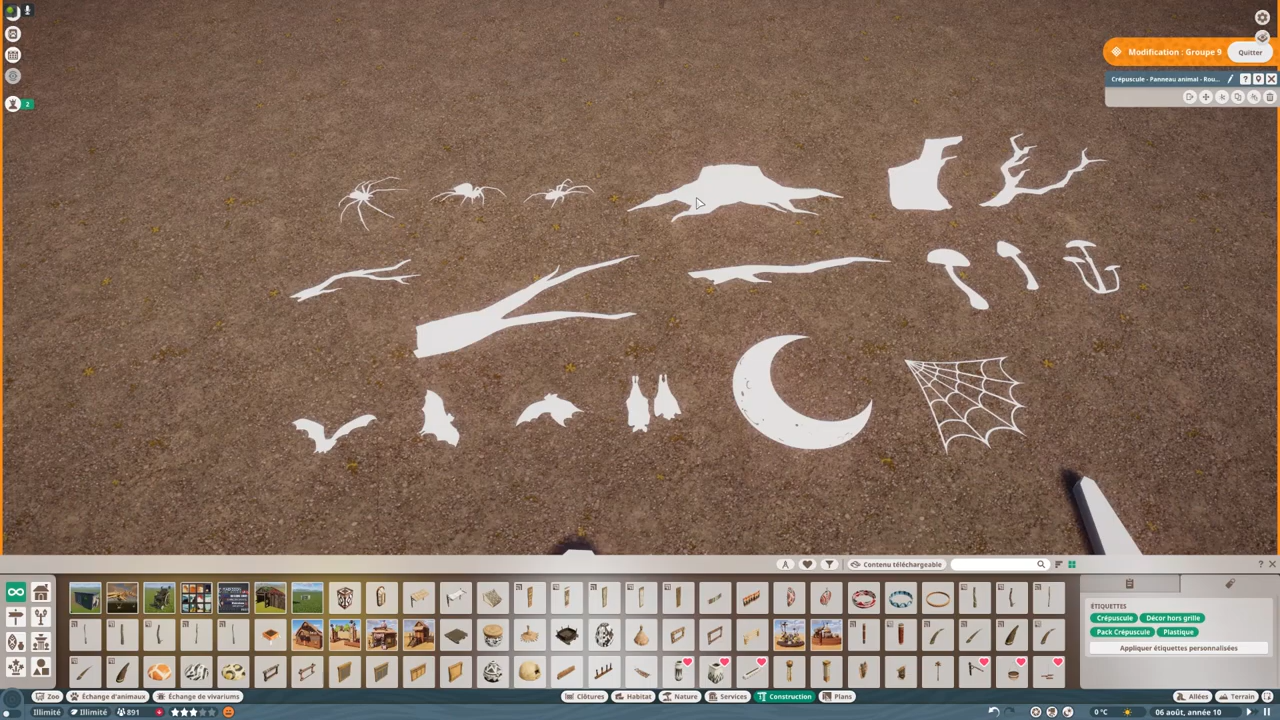 2
Modification : Groupe 9
Quitter
Crépuscule - Panneau animal - Rou...
?
Contenu téléchargeable
?
ÉTIQUETTES
Crépuscule
Décor hors grille
Pack Crépuscule
Plastique
Appliquer étiquettes personnalisées
Zoo
Échange d'animaux
Échange de vivariums
Clôtures
Habitat
Nature
Services
Construction
Plans
Allées
Terrain
Illimité
Illimité
891
0 °C
06 août, année 10